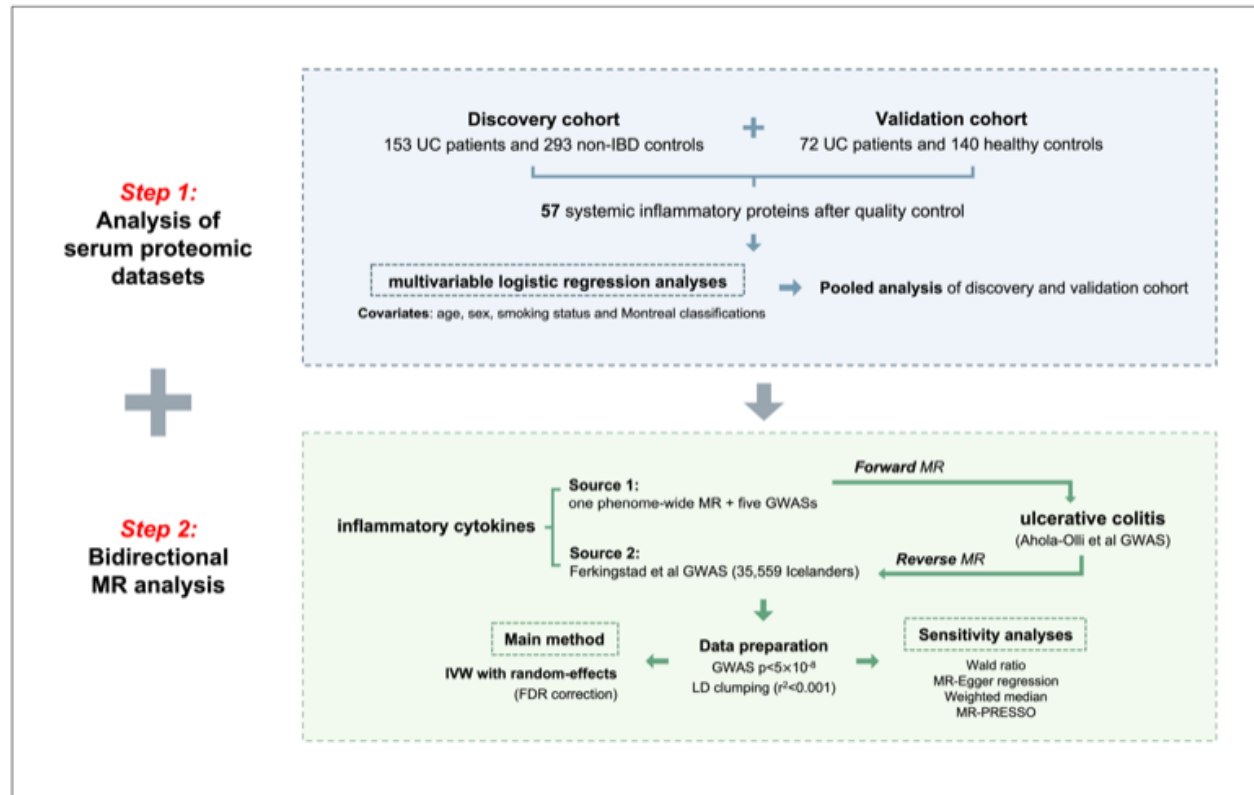 Step 1:
Analysis of
serum proteomic
datasets
Discovery cohort
153 UC patients and 293 non-IBD controls
Validation cohort
72 UC patients and 140 healthy controls
57 systemic inflammatory proteins after quality control
multivariable logistic regression analyses
Covariates: age, sex, smoking status and Montreal classifications
Pooled analysis of discovery and validation cohort
Step 2:
Bidirectional
MR analysis
inflammatory cytokines
Source 1:
one phenome-wide MR + five GWASs
Source 2:
Ferkingstad et al GWAS (35,559 Icelanders)
Forward MR
ulcerative colitis
(Ahola-Olli et al GWAS)
Reverse MR
Main method
IVW with random-effects
(FDR correction)
Data preparation
GWAS p<5×10⁻⁸
LD clumping (r²<0.001)
Sensitivity analyses
Wald ratio
MR-Egger regression
Weighted median
MR-PRESSO